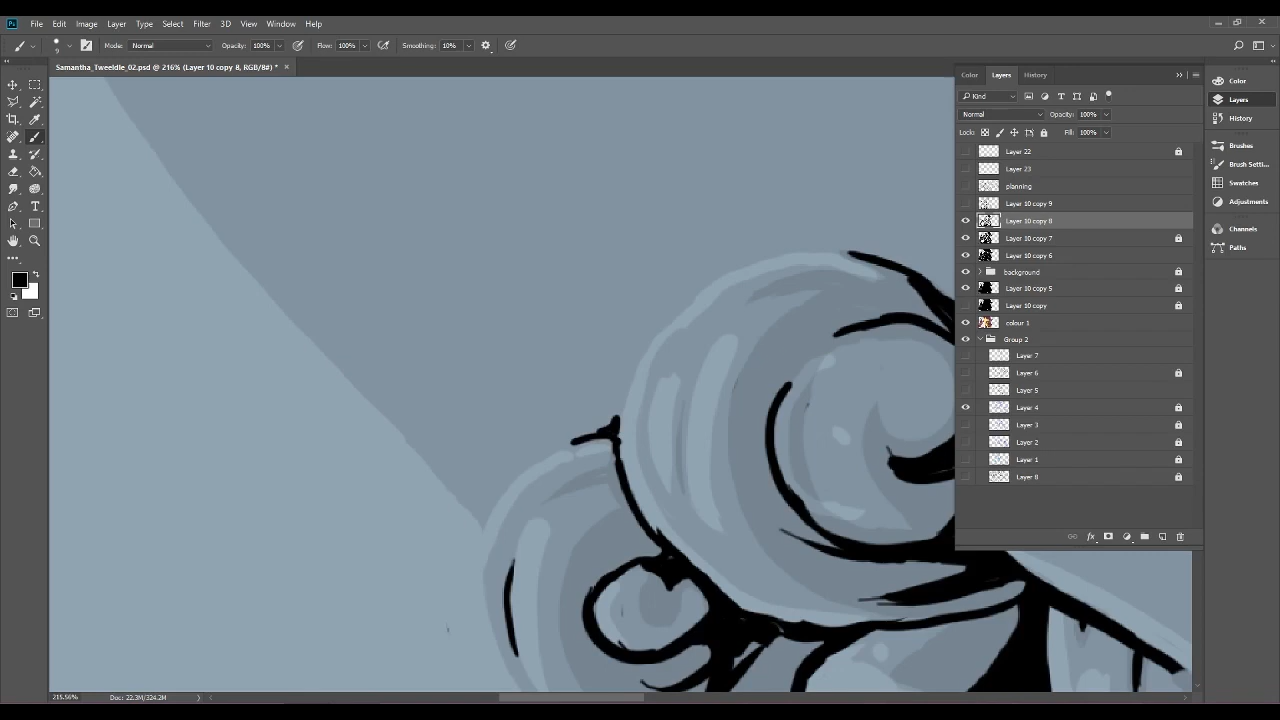 Ps File Edit Image Layer Type Select Filter 3D View Window Help
9 Mode: Normal Opacity: 100% Flow: 100% Smoothing: 10%
Samantha_Tweeldle_02.psd @ 216% (Layer 10 copy 8, RGB/8#) * ×
Color Layers History
Kind
Normal Opacity: 100%
Lock: Fill: 100%
Layer 22
Layer 23
planning
Layer 10 copy 9
Layer 10 copy 8
Layer 10 copy 7
Layer 10 copy 6
background
Layer 10 copy 5
Layer 10 copy
colour 1
Group 2
Layer 7
Layer 6
Layer 5
Layer 4
Layer 3
Layer 2
Layer 1
Layer 8
Color
Layers
History
Brushes
Brush Setti...
Swatches
Adjustments
Channels
Paths
215.56% Doc: 22.3M/324.2M